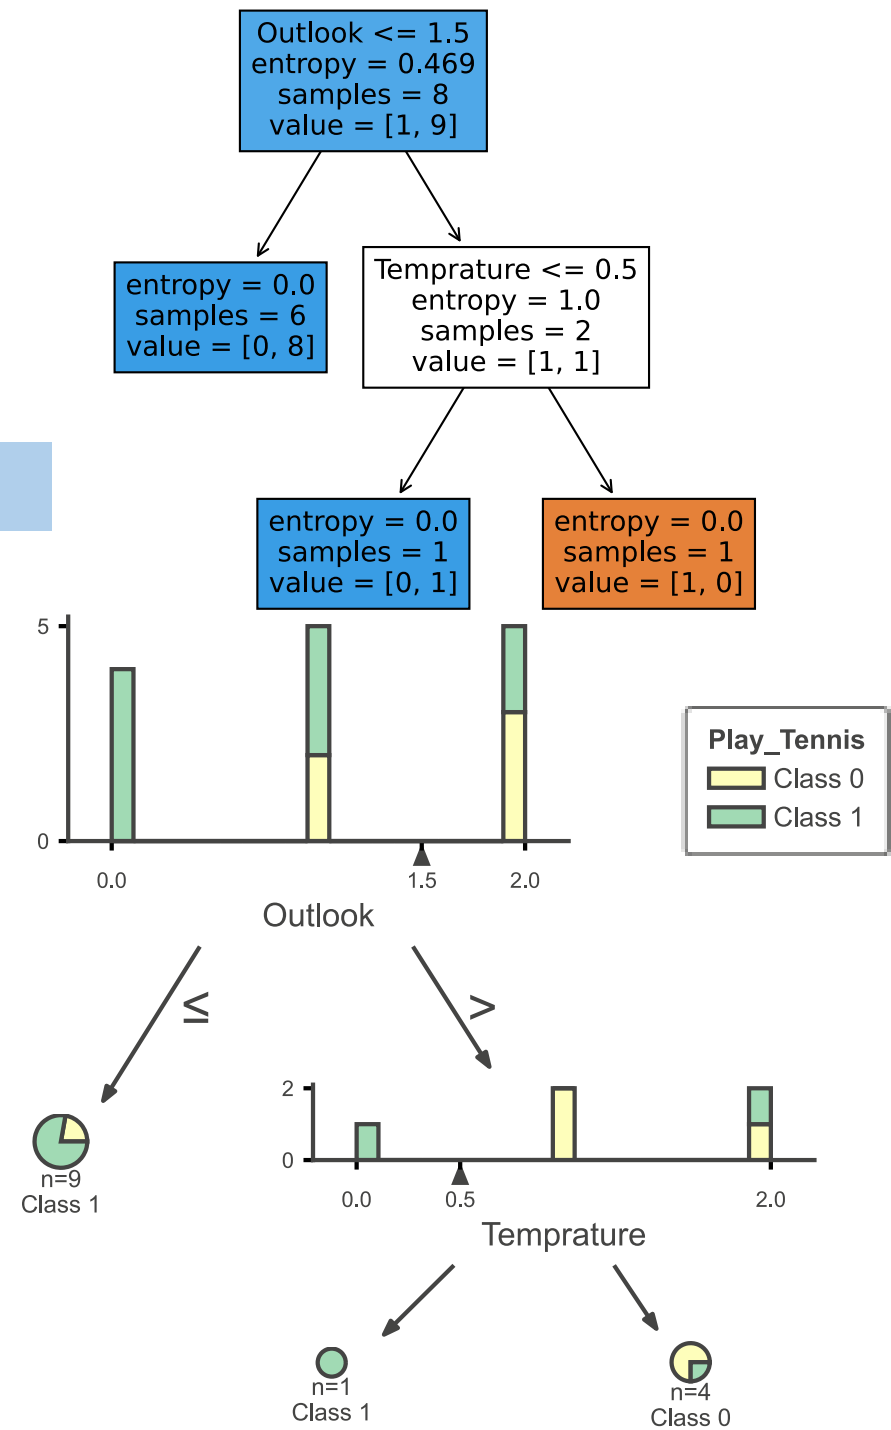 Outlook <= 1.5
entropy = 0.469
samples = 8
value = [1, 9]
entropy = 0.0
samples = 6
value = [0, 8]
Temprature <= 0.5
entropy = 1.0
samples = 2
value = [1, 1]
entropy = 0.0
samples = 1
value = [0, 1]
entropy = 0.0
samples = 1
value = [1, 0]
5
0
0.0
1.5
2.0
Outlook
Play_Tennis
Class 0
Class 1
≤
>
2
0
0.0
0.5
2.0
Temprature
n=9
Class 1
n=1
Class 1
n=4
Class 0